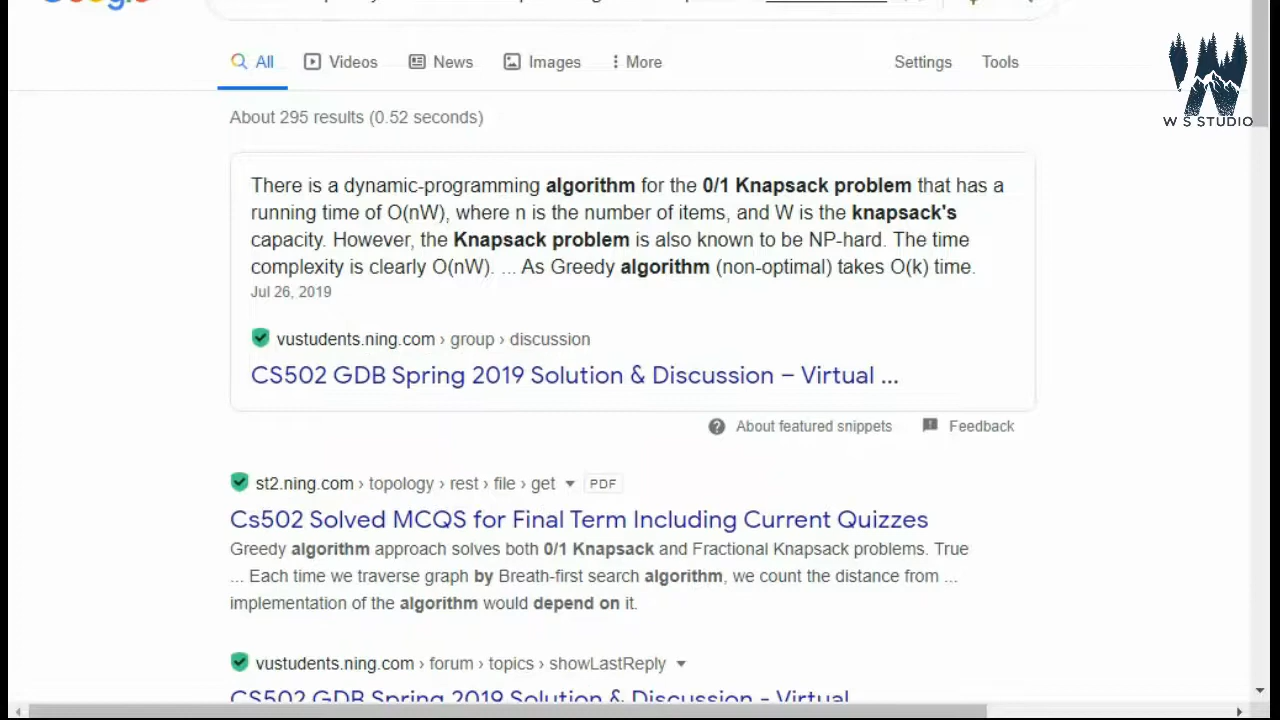 All
Videos
News
Images
More
Settings
Tools
W S STUDIO
About 295 results (0.52 seconds)
There is a dynamic-programming algorithm for the 0/1 Knapsack problem that has a
running time of O(nW), where n is the number of items, and W is the knapsack's
capacity. However, the Knapsack problem is also known to be NP-hard. The time
complexity is clearly O(nW). ... As Greedy algorithm (non-optimal) takes O(k) time.
Jul 26, 2019
vustudents.ning.com › group › discussion
CS502 GDB Spring 2019 Solution & Discussion – Virtual ...
About featured snippets
Feedback
st2.ning.com › topology › rest › file › get PDF
Cs502 Solved MCQS for Final Term Including Current Quizzes
Greedy algorithm approach solves both 0/1 Knapsack and Fractional Knapsack problems. True
... Each time we traverse graph by Breath-first search algorithm, we count the distance from ...
implementation of the algorithm would depend on it.
vustudents.ning.com › forum › topics › showLastReply
CS502 GDB Spring 2019 Solution & Discussion - Virtual